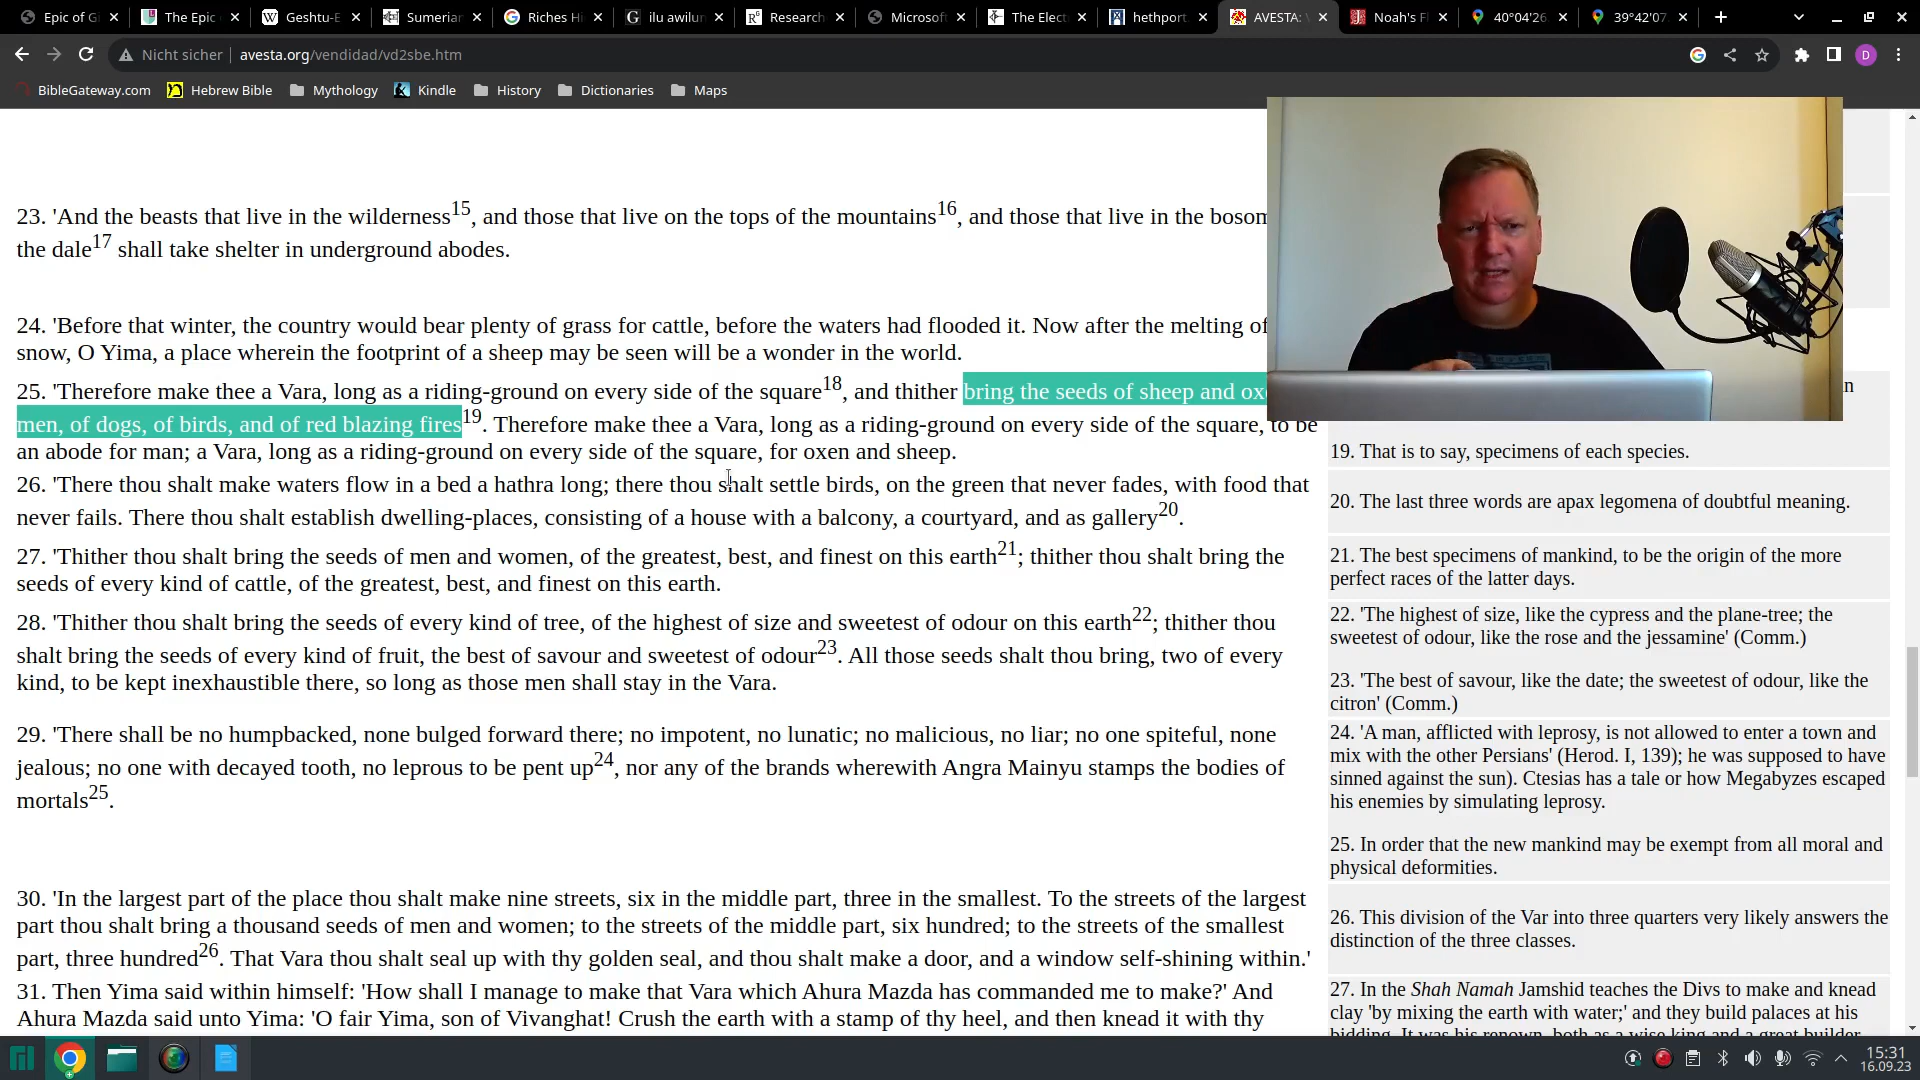 Epic of Gi
The Epic
Geshtu-E
Sumerian
Riches Hi
ilu awilum
Research
Microsoft
The Elect
hethport.
AVESTA: V
Noah's Fl
40°04'26.
39°42'07.
Nicht sicher
avesta.org/vendidad/vd2sbe.htm
D
BibleGateway.com
Hebrew Bible
Mythology
Kindle
History
Dictionaries
Maps
23. 'And the beasts that live in the wilderness15, and those that live on the tops of the mountains16, and those that live in the bosom
the dale17 shall take shelter in underground abodes.
24. 'Before that winter, the country would bear plenty of grass for cattle, before the waters had flooded it. Now after the melting of
snow, O Yima, a place wherein the footprint of a sheep may be seen will be a wonder in the world.
25. 'Therefore make thee a Vara, long as a riding-ground on every side of the square18, and thither bring the seeds of sheep and
men, of dogs, of birds, and of red blazing fires19. Therefore make thee a Vara, long as a riding-ground on every side of the square, to be
an abode for man; a Vara, long as a riding-ground on every side of the square, for oxen and sheep.
26. 'There thou shalt make waters flow in a bed a hathra long; there thou shalt settle birds, on the green that never fades, with food that
never fails. There thou shalt establish dwelling-places, consisting of a house with a balcony, a courtyard, and as gallery20.
27. 'Thither thou shalt bring the seeds of men and women, of the greatest, best, and finest on this earth21; thither thou shalt bring the
seeds of every kind of cattle, of the greatest, best, and finest on this earth.
28. 'Thither thou shalt bring the seeds of every kind of tree, of the highest of size and sweetest of odour on this earth22; thither thou
shalt bring the seeds of every kind of fruit, the best of savour and sweetest of odour23. All those seeds shalt thou bring, two of every
kind, to be kept inexhaustible there, so long as those men shall stay in the Vara.
29. 'There shall be no humpbacked, none bulged forward there; no impotent, no lunatic; no malicious, no liar; no one spiteful, none
jealous; no one with decayed tooth, no leprous to be pent up24, nor any of the brands wherewith Angra Mainyu stamps the bodies of
mortals25.
30. 'In the largest part of the place thou shalt make nine streets, six in the middle part, three in the smallest. To the streets of the largest
part thou shalt bring a thousand seeds of men and women; to the streets of the middle part, six hundred; to the streets of the smallest
part, three hundred26. That Vara thou shalt seal up with thy golden seal, and thou shalt make a door, and a window self-shining within.'
31. Then Yima said within himself: 'How shall I manage to make that Vara which Ahura Mazda has commanded me to make?' And
Ahura Mazda said unto Yima: 'O fair Yima, son of Vivanghat! Crush the earth with a stamp of thy heel, and then knead it with thy
19. That is to say, specimens of each species.
20. The last three words are apax legomena of doubtful meaning.
21. The best specimens of mankind, to be the origin of the more
perfect races of the latter days.
22. 'The highest of size, like the cypress and the plane-tree; the
sweetest of odour, like the rose and the jessamine' (Comm.)
23. 'The best of savour, like the date; the sweetest of odour, like the
citron' (Comm.)
24. 'A man, afflicted with leprosy, is not allowed to enter a town and
mix with the other Persians' (Herod. I, 139); he was supposed to have
sinned against the sun). Ctesias has a tale or how Megabyzes escaped
his enemies by simulating leprosy.
25. In order that the new mankind may be exempt from all moral and
physical deformities.
26. This division of the Var into three quarters very likely answers the
distinction of the three classes.
27. In the Shah Namah Jamshid teaches the Divs to make and knead
clay 'by mixing the earth with water;' and they build palaces at his
bidding. It was his renown, both as a wise king and a great builder,
15:31
16.09.23